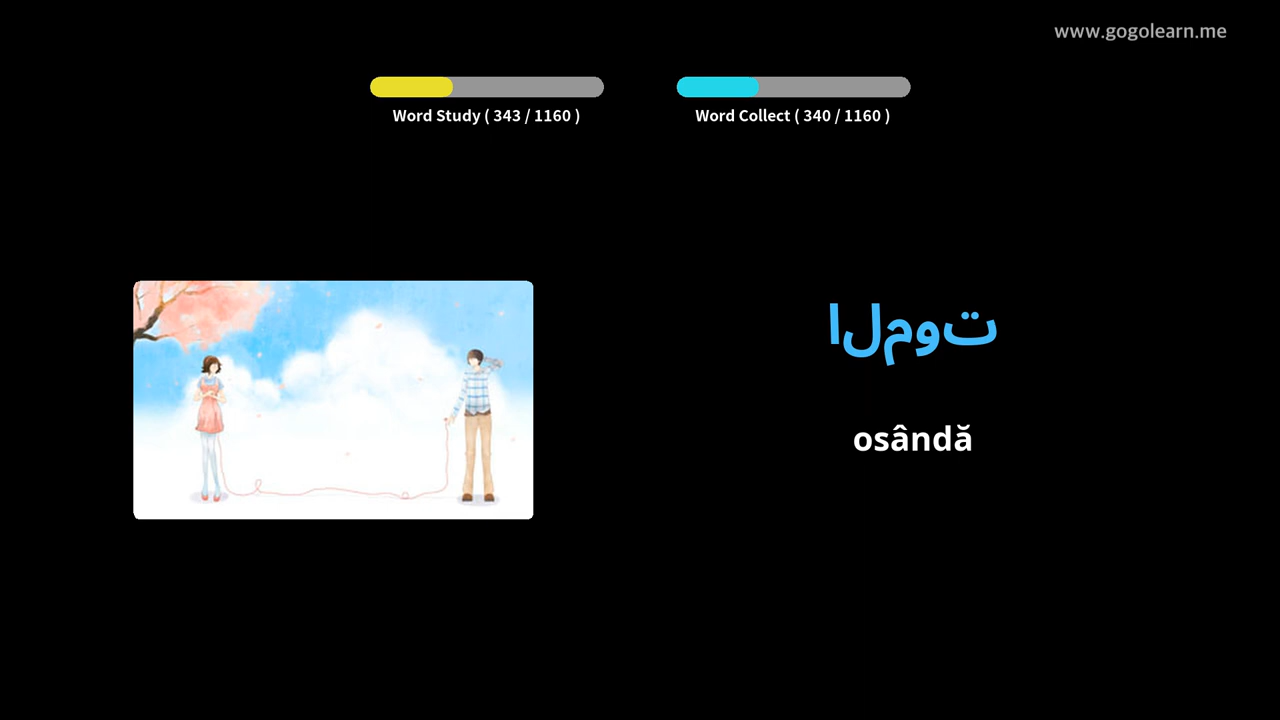 www.gogolearn.me
Word Study ( 343 / 1160 )
Word Collect ( 340 / 1160 )
الموت
osândă